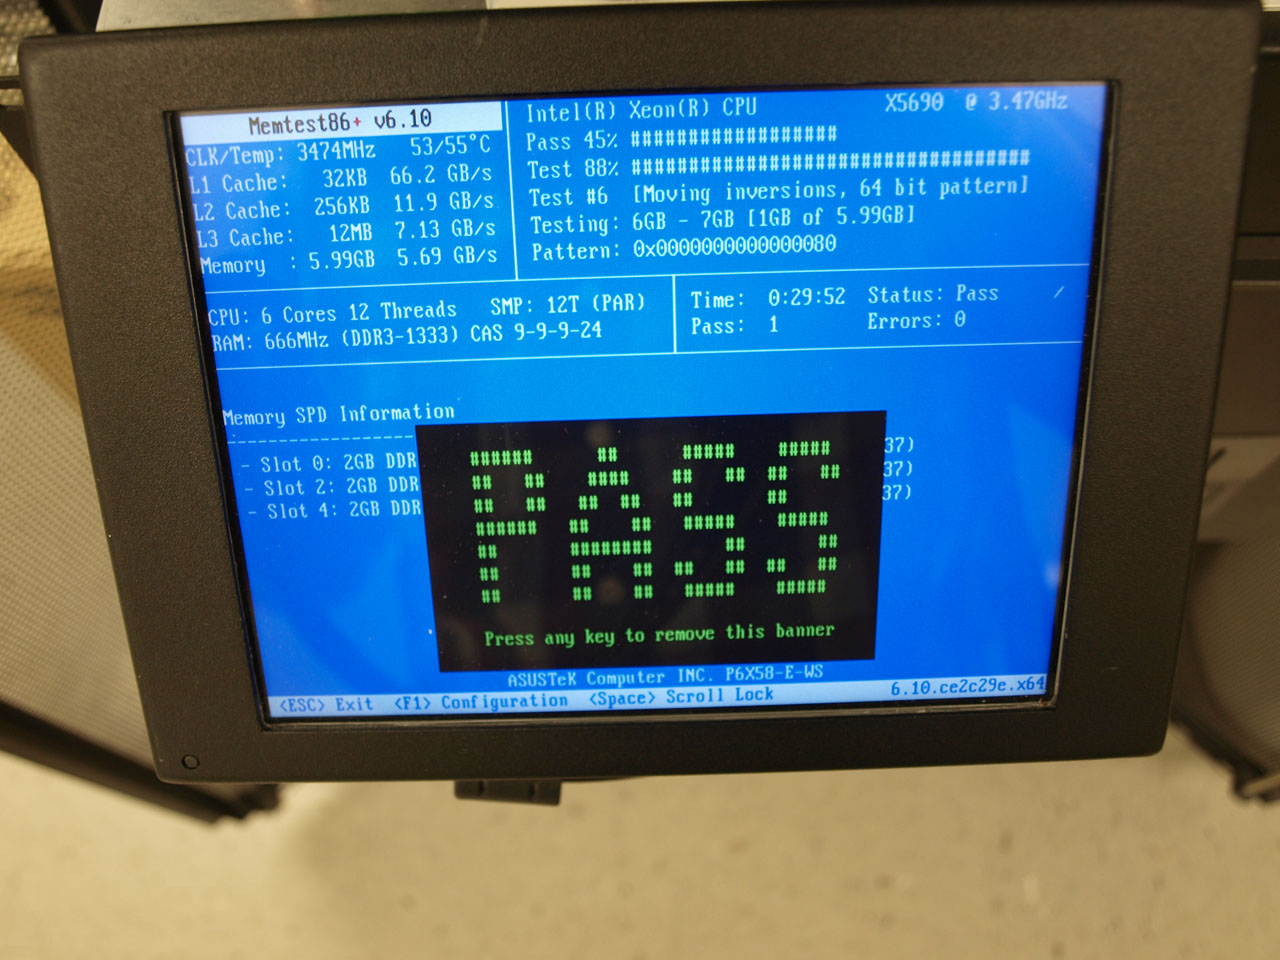 Memtest86+ v6.10
Intel(R) Xeon(R) CPU X5690 @ 3.47GHz
CLK/Temp: 3474MHz 53/55°C
Pass 45% ##################
L1 Cache: 32KB 66.2 GB/s
Test 88% ###################################
L2 Cache: 256KB 11.9 GB/s
Test #6 [Moving inversions, 64 bit pattern]
L3 Cache: 12MB 7.13 GB/s
Testing: 6GB - 7GB [1GB of 5.99GB]
Memory : 5.99GB 5.69 GB/s
Pattern: 0x0000000000000080
CPU: 6 Cores 12 Threads SMP: 12T (PAR)
Time: 0:29:52 Status: Pass /
RAM: 666MHz (DDR3-1333) CAS 9-9-9-24
Pass: 1 Errors: 0
Memory SPD Information
- Slot 0: 2GB DDR 37)
- Slot 2: 2GB DDR 37)
- Slot 4: 2GB DDR 37)
PASS
Press any key to remove this banner
ASUSTeK Computer INC. P6X58-E-WS
<ESC> Exit <F1> Configuration <Space> Scroll Lock 6.10.ce2c29e.x64